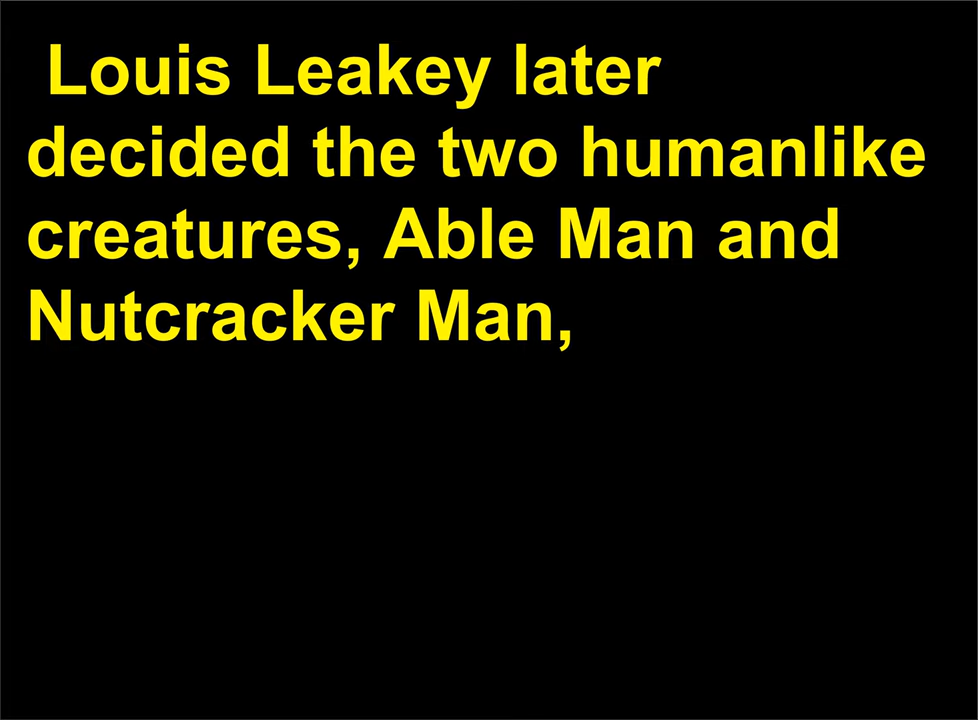 Louis Leakey later
decided the two humanlike
creatures, Able Man and
Nutcracker Man,